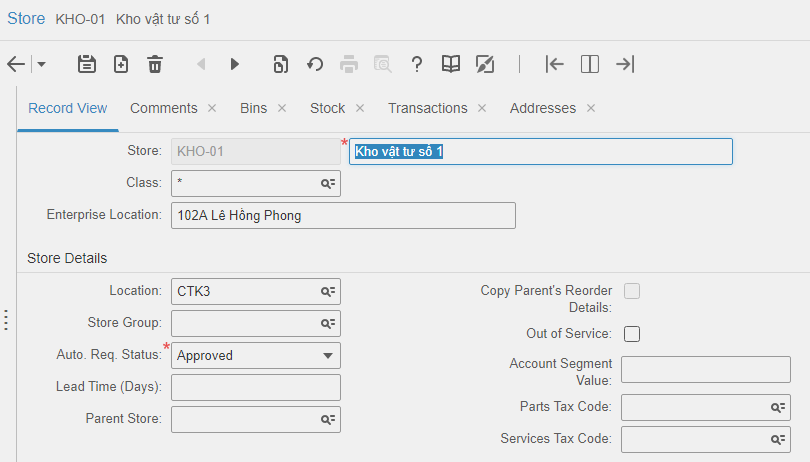 Store KHO-01 Kho vật tư số 1
Record View Comments Bins Stock Transactions Addresses
Store: KHO-01 * Kho vật tư số 1
Class: *
Enterprise Location: 102A Lê Hồng Phong
Store Details
Location: CTK3
Copy Parent's Reorder Details:
Store Group:
Out of Service:
Auto. Req. Status: * Approved
Account Segment Value:
Lead Time (Days):
Parts Tax Code:
Parent Store:
Services Tax Code: